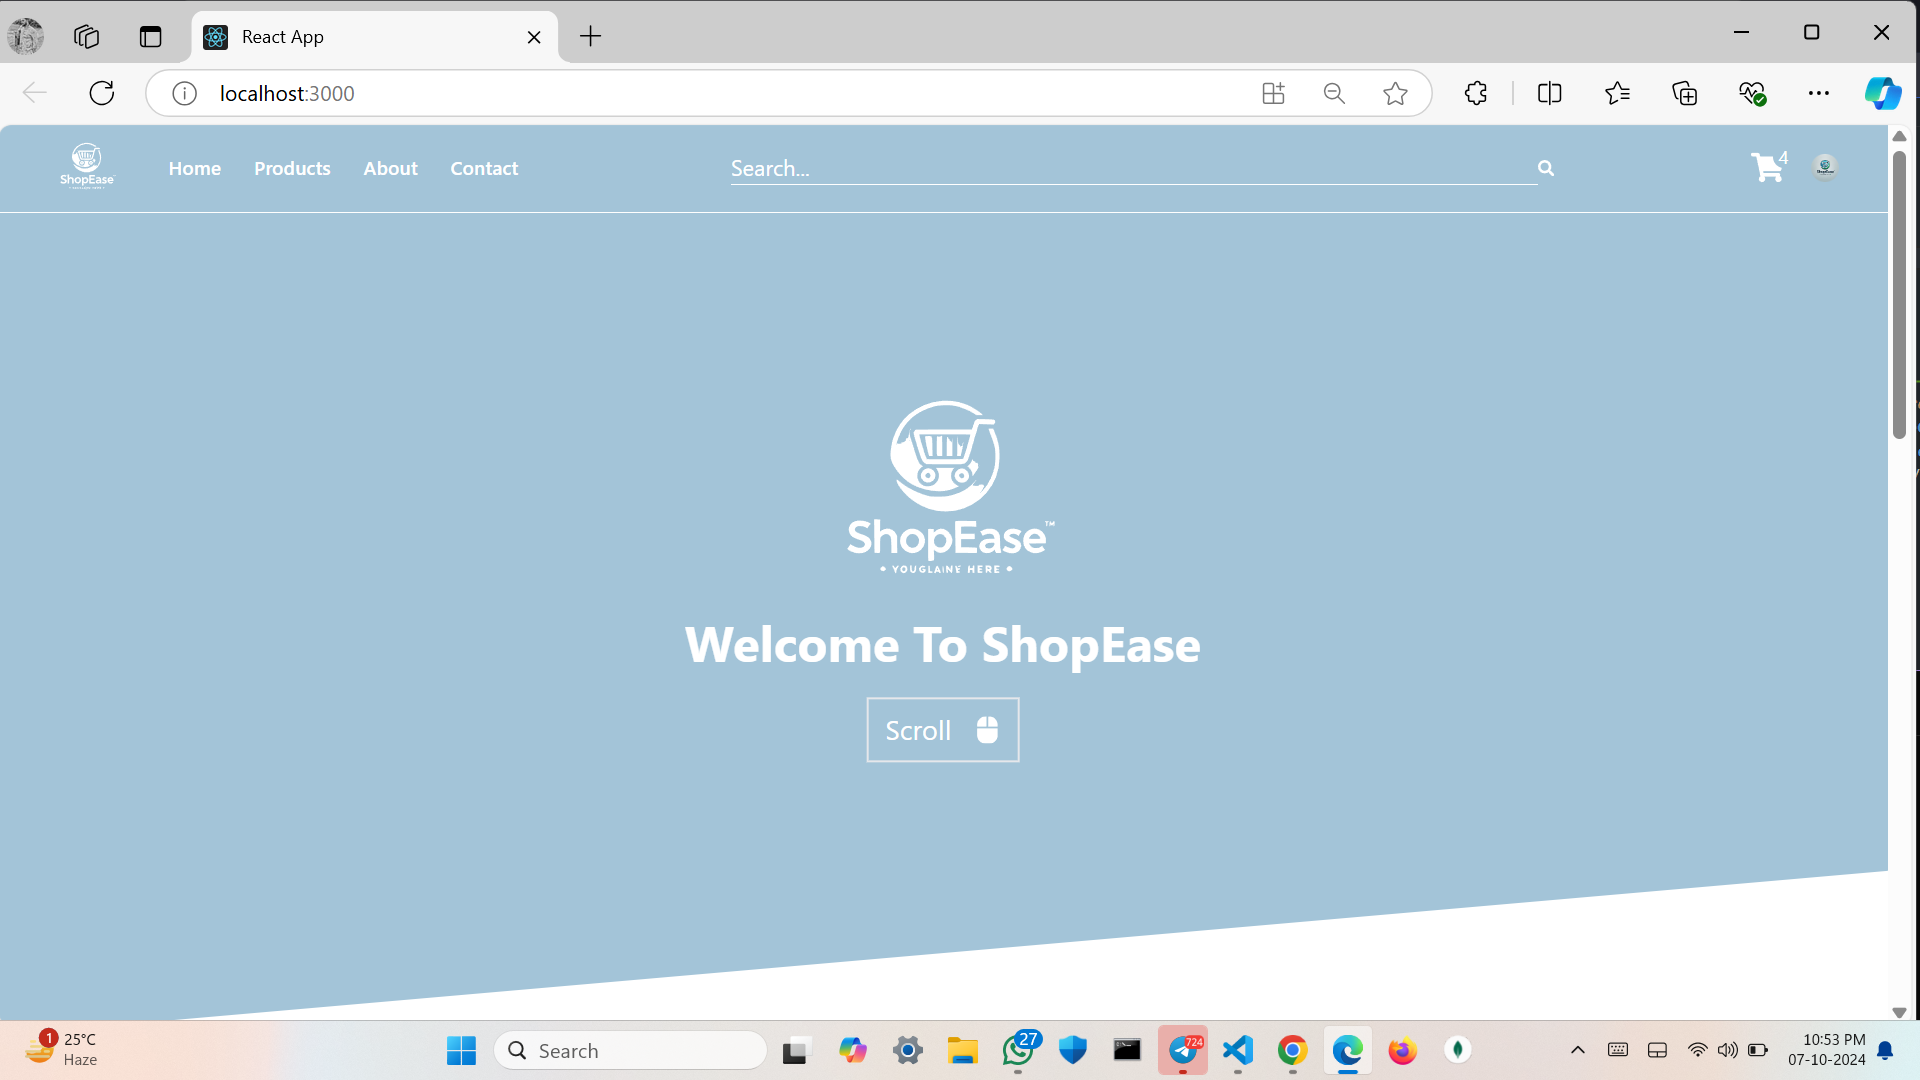 React App
localhost:3000
ShopEase
Home Products About Contact Search... 4
ShopEase™
• YOUGLAINE HERE •
Welcome To ShopEase
Scroll
1 25°C
Haze
Search
27
724
10:53 PM
07-10-2024